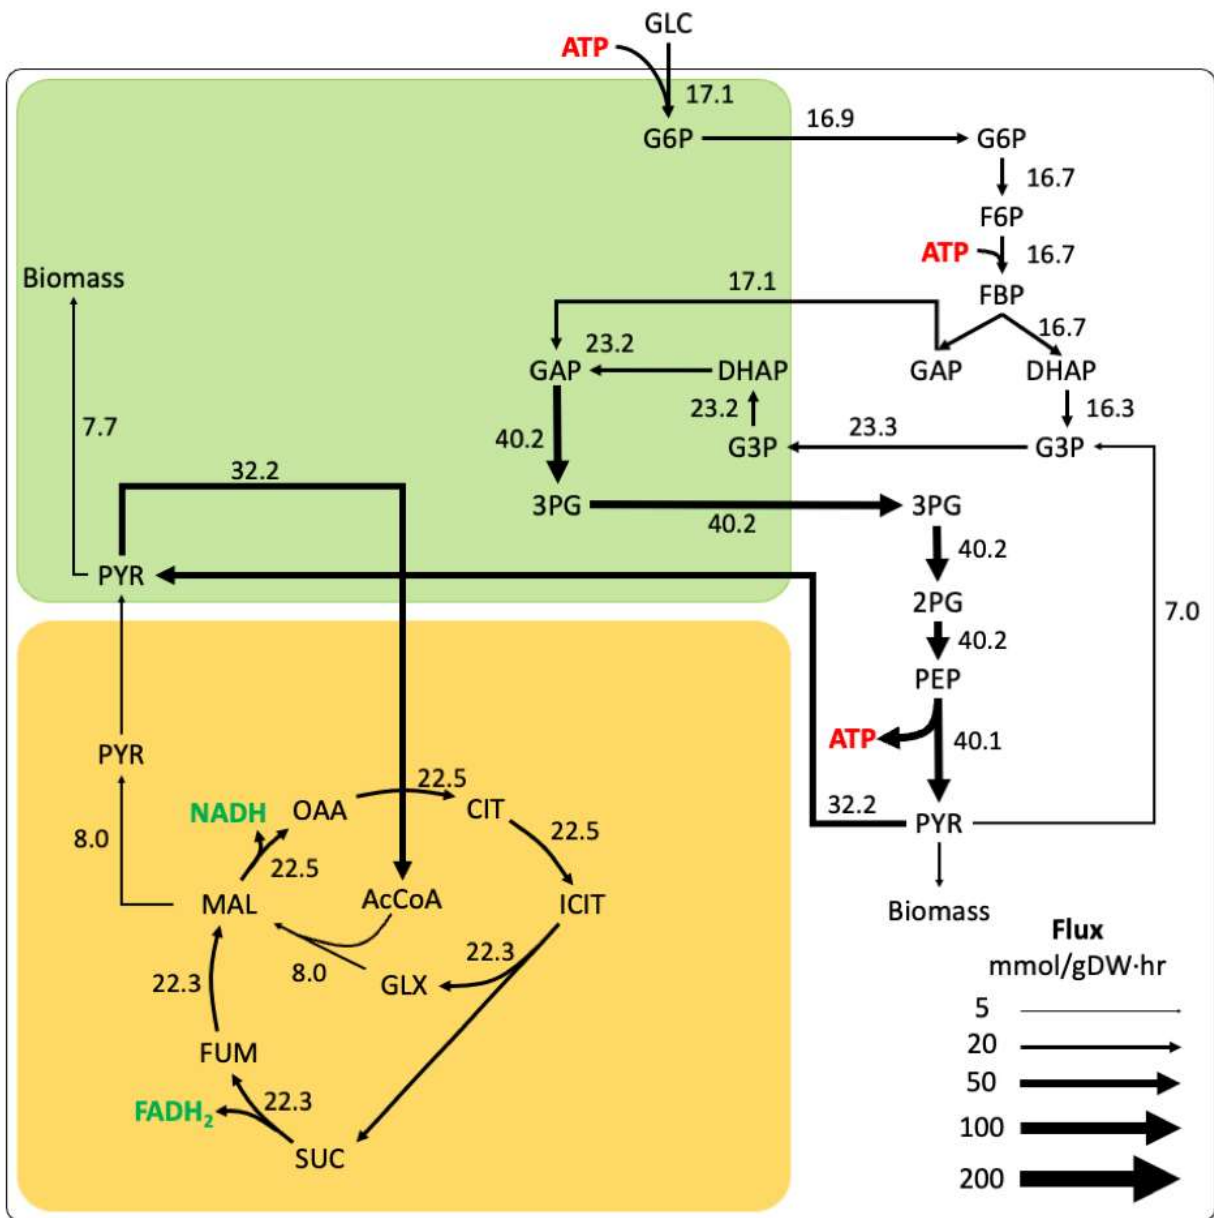 GLC
ATP
17.1
G6P
16.9
G6P
16.7
F6P
ATP
16.7
Biomass
17.1
FBP
16.7
23.2
GAP
DHAP
GAP
DHAP
23.2
16.3
7.7
40.2
G3P
23.3
G3P
32.2
3PG
40.2
3PG
40.2
PYR
2PG
7.0
40.2
PEP
ATP
40.1
PYR
22.5
NADH
OAA
CIT
32.2
PYR
8.0
22.5
22.5
MAL
AcCoA
ICIT
Biomass
Flux
mmol/gDW·hr
22.3
8.0
GLX
22.3
5
20
FUM
50
FADH₂
22.3
100
SUC
200